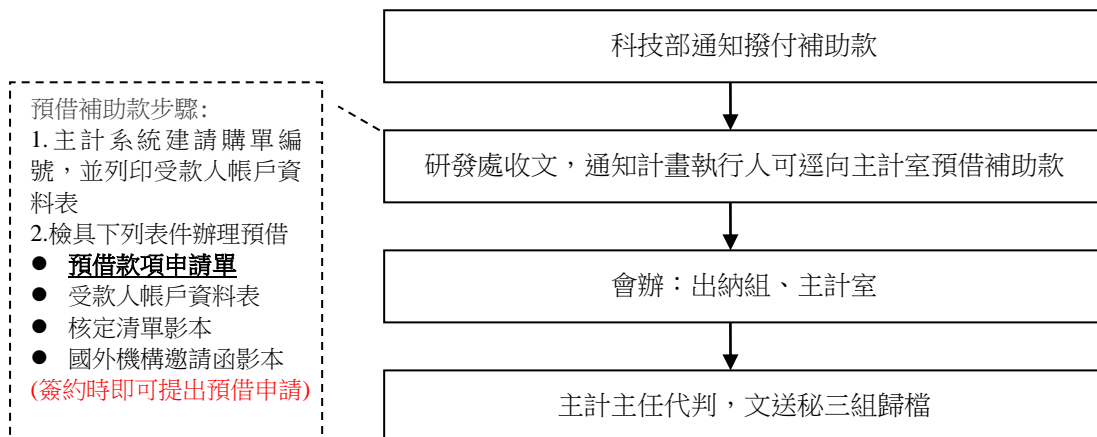 科技部通知撥付補助款
預借補助款步驟:
1.主計系統建請購單編
號，並列印受款人帳戶資
料表
2.檢具下列表件辦理預借
● 預借款項申請單
● 受款人帳戶資料表
● 核定清單影本
● 國外機構邀請函影本
(簽約時即可提出預借申請)
研發處收文，通知計畫執行人可逕向主計室預借補助款
會辦：出納組、主計室
主計主任代判，文送秘三組歸檔